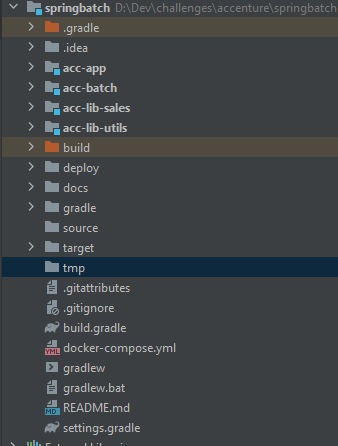 springbatch D:\Dev\challenges\accenture\springbatch
.gradle
.idea
acc-app
acc-batch
acc-lib-sales
acc-lib-utils
build
deploy
docs
gradle
source
target
tmp
.gitattributes
.gitignore
build.gradle
YML docker-compose.yml
gradlew
gradlew.bat
MD README.md
settings.gradle